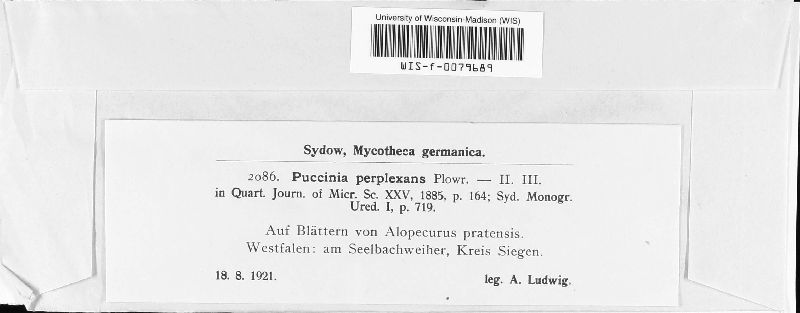 University of Wisconsin-Madison (WIS)
WIS-f-0079689
Sydow, Mycotheca germanica.
2086. Puccinia perplexans Plowr. — II. III.
in Quart. Journ. of Micr. Sc. XXV, 1885, p. 164; Syd. Monogr.
Ured. I, p. 719.
Auf Blättern von Alopecurus pratensis.
Westfalen: am Seelbachweiher, Kreis Siegen.
18. 8. 1921. leg. A. Ludwig.